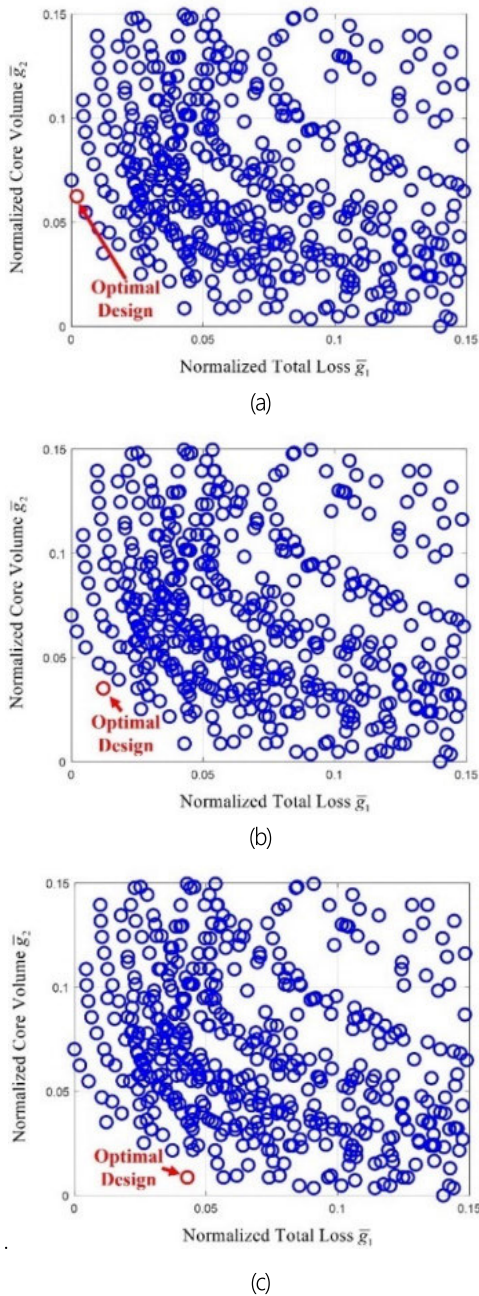 0.15
0.1
0.05
0
Normalized Core Volume g̅₂
Optimal
Design
0
0.05
0.1
0.15
Normalized Total Loss g̅₁
(a)
0.15
0.1
0.05
0
Normalized Core Volume g̅₂
Optimal
Design
0
0.05
0.1
0.15
Normalized Total Loss g̅₁
(b)
0.15
0.1
0.05
0
Normalized Core Volume g̅₂
Optimal
Design
0
0.05
0.1
0.15
Normalized Total Loss g̅₁
.
(c)